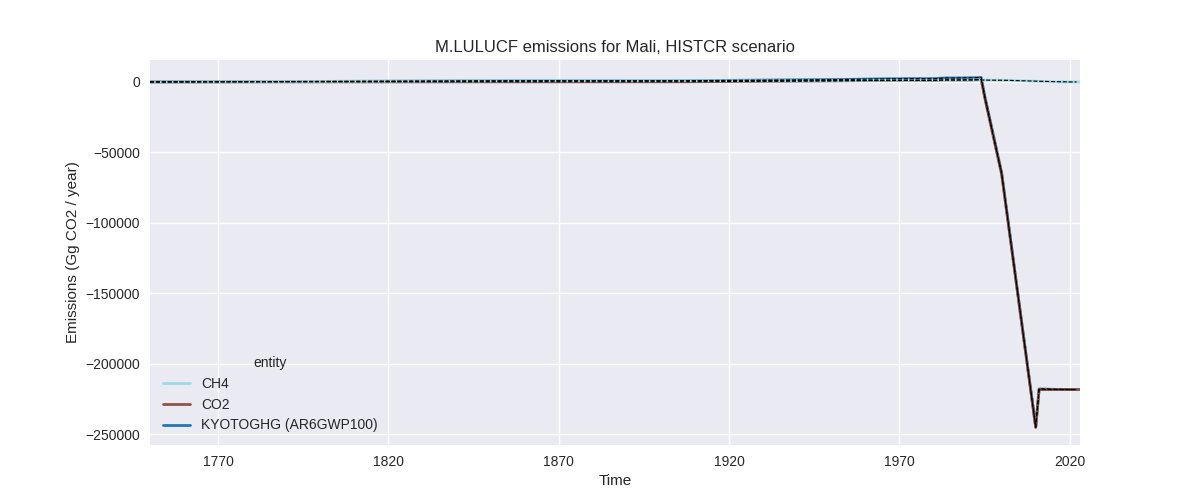 M.LULUCF emissions for Mali, HISTCR scenario
Emissions (Gg CO2 / year)
0
−50000
−100000
−150000
−200000
−250000
entity
CH4
CO2
KYOTOGHG (AR6GWP100)
1770 1820 1870 1920 1970 2020
Time